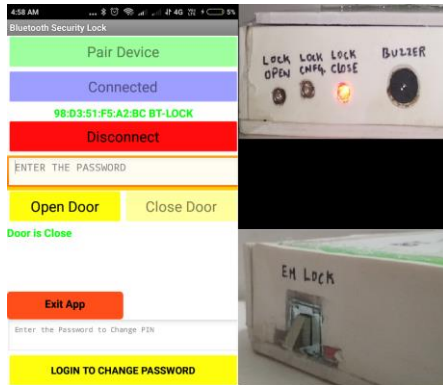 4:58 AM ... 4G 5%
Bluetooth Security Lock
Pair Device
Connected
98:D3:51:F5:A2:BC BT-LOCK
Disconnect
ENTER THE PASSWORD
Open Door Close Door
Door is Close
Exit App
Enter the Password to Change PIN
LOGIN TO CHANGE PASSWORD
LOCK OPEN
LOCK CNFG.
LOCK CLOSE
BUZZER
EM LOCK